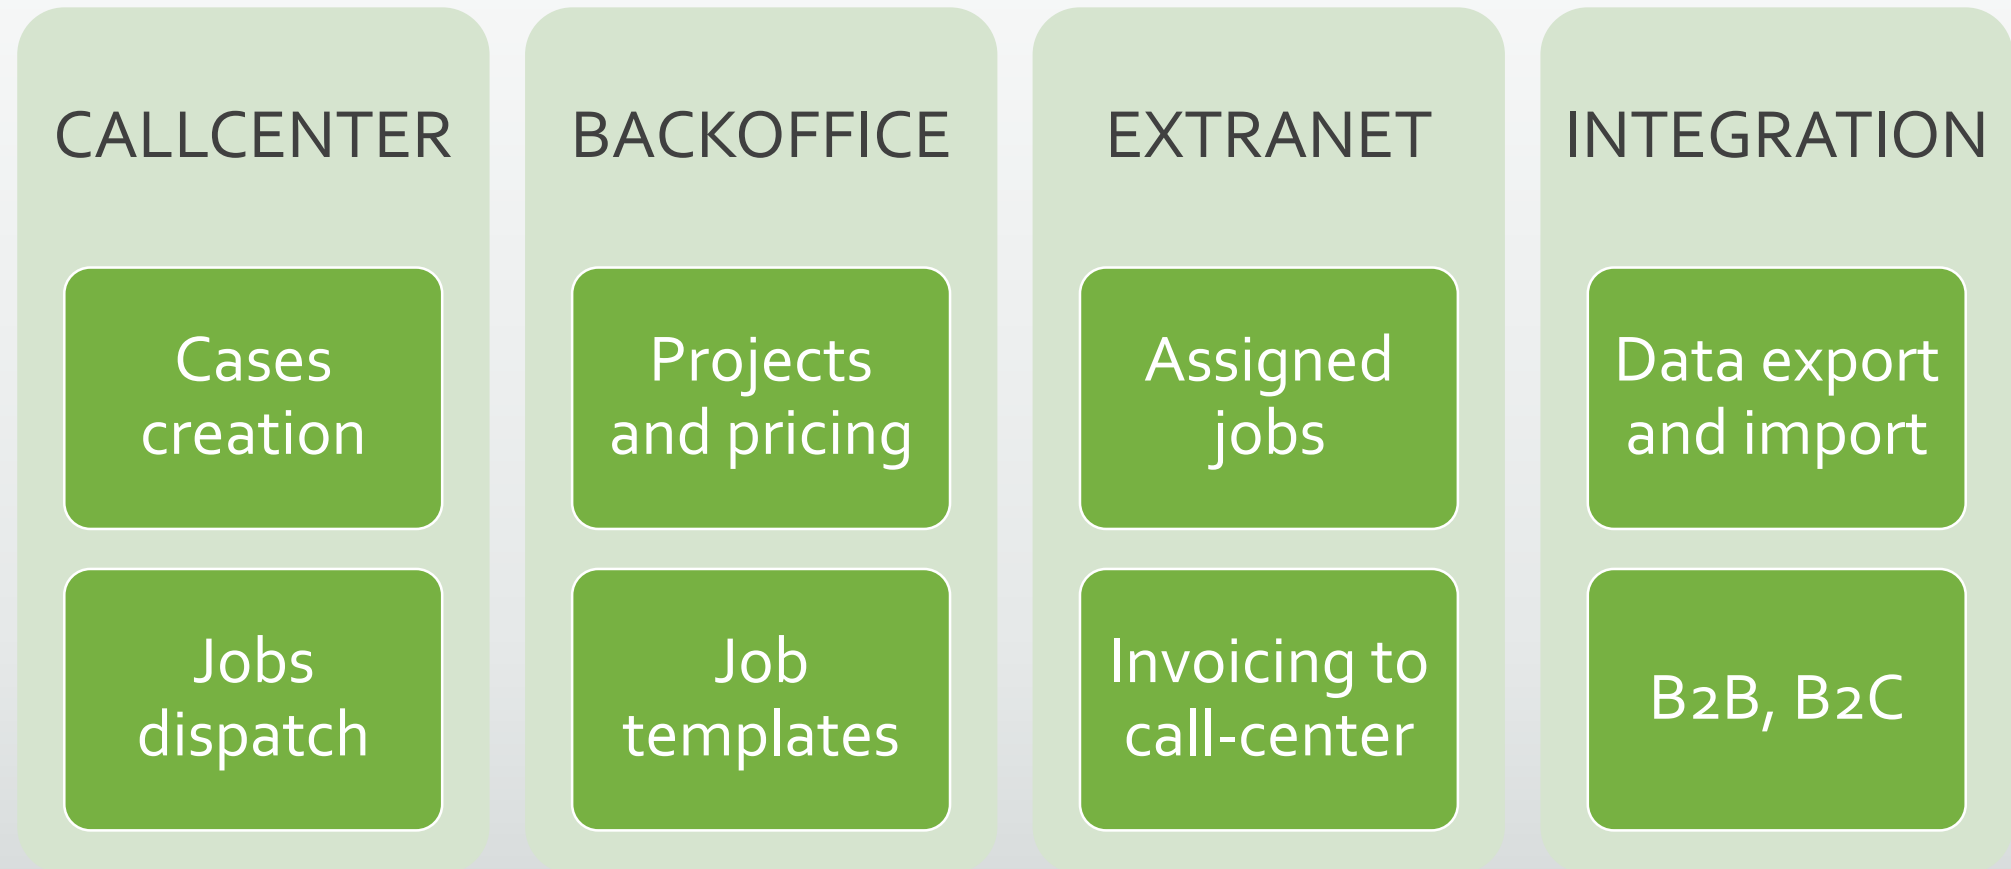 CALLCENTER
Cases
creation
Jobs
dispatch
BACKOFFICE
Projects
and pricing
Job
templates
EXTRANET
Assigned
jobs
Invoicing to
call-center
INTEGRATION
Data export
and import
B2B, B2C